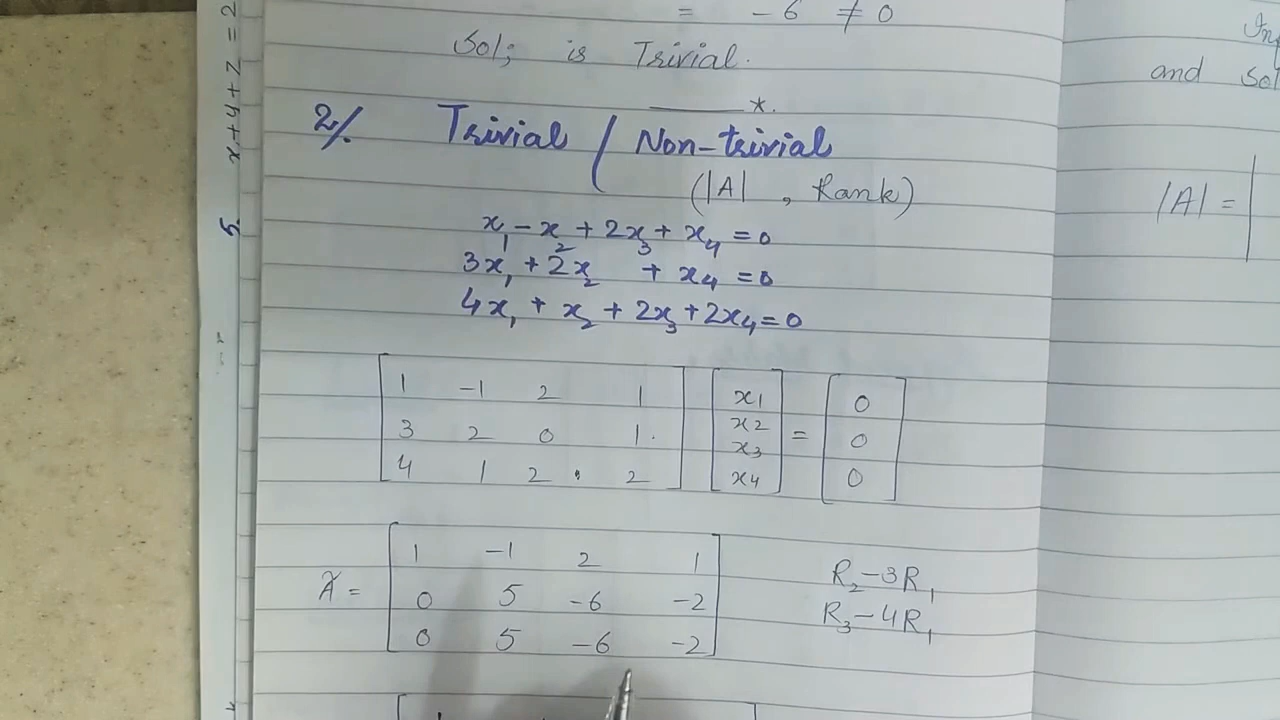 = -6 ≠ 0
Sol; is Trivial.
*.
2/. Trivial / Non-trivial
(|A| , Rank)
x₁ - x₂ + 2x₃ + x₄ = 0
3x₁ + 2x₂ + x₄ = 0
4x₁ + x₂ + 2x₃ + 2x₄ = 0
1 -1 2 1 x1 0
3 2 0 1. x2 0
x3 =
4 1 2 2 x4 0
1 -1 2 1
R₂-3R₁
A = 0 5 -6 -2
R₃-4R₁
0 5 -6 -2
5. x+y+z=2
and Sol
|A| =